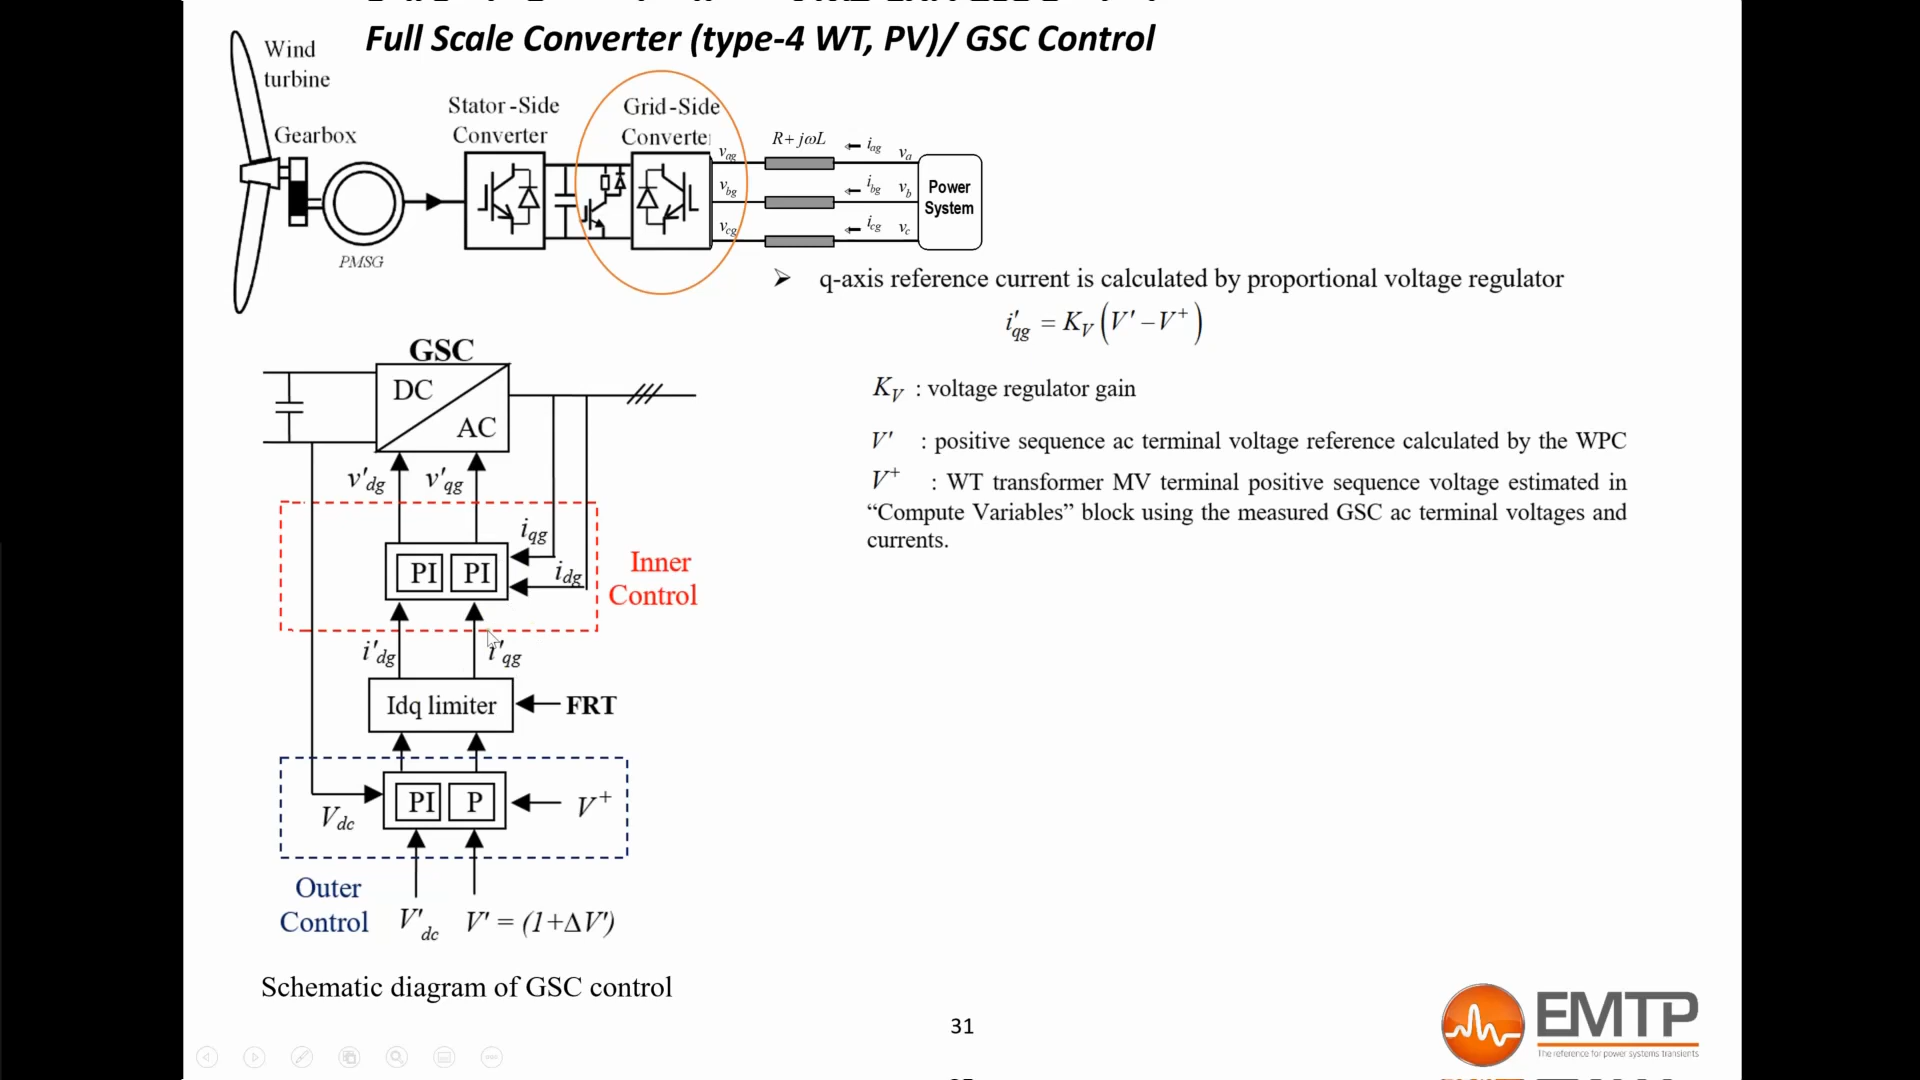 Full Scale Converter (type-4 WT, PV)/ GSC Control
Wind
turbine
Gearbox
PMSG
Stator-Side
Converter
Grid-Side
Converte
v_ag
v_bg
v_cg
R+jωL
i_ag
i_bg
i_cg
v_a
v_b
v_c
Power
System
➢ q-axis reference current is calculated by proportional voltage regulator
i'_qg = K_V (V' – V⁺)
K_V : voltage regulator gain
V' : positive sequence ac terminal voltage reference calculated by the WPC
V⁺ : WT transformer MV terminal positive sequence voltage estimated in
“Compute Variables” block using the measured GSC ac terminal voltages and
currents.
GSC
DC
AC
v'_dg v'_qg
i_qg
i_dg
PI PI
Inner
Control
i'_dg i'_qg
Idq limiter
FRT
PI P
V⁺
V_dc
Outer
Control
V'_dc V' = (1+ΔV')
Schematic diagram of GSC control
31
EMTP
The reference for power systems transients